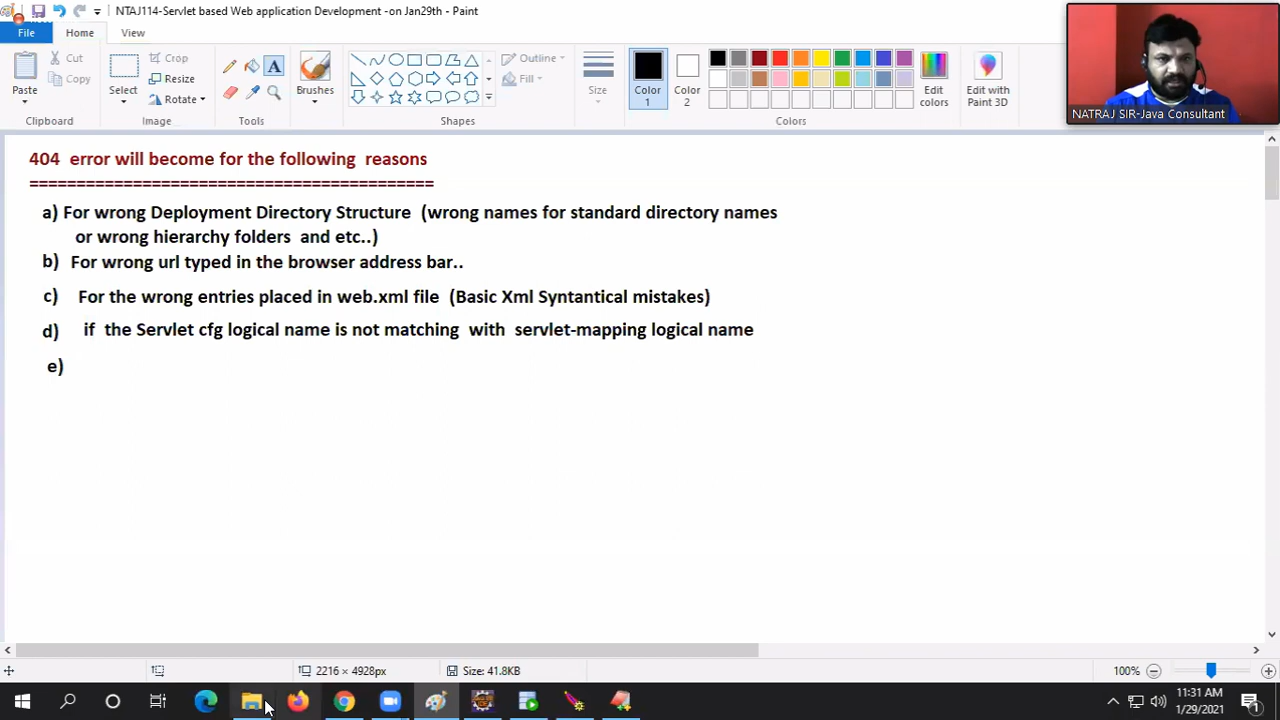 NTAJ114-Servlet based Web application Development -on Jan29th - Paint
File
Home
View
Paste
Cut
Copy
Clipboard
Select
Crop
Resize
Rotate
Image
Tools
Brushes
Outline
Fill
Shapes
Size
Color
1
Color
2
Edit
colors
Edit with
Paint 3D
Colors
NATRAJ SIR-Java Consultant
404 error will become for the following reasons
============================================
a) For wrong Deployment Directory Structure (wrong names for standard directory names
or wrong hierarchy folders and etc..)
b) For wrong url typed in the browser address bar..
c) For the wrong entries placed in web.xml file (Basic Xml Syntantical mistakes)
d) if the Servlet cfg logical name is not matching with servlet-mapping logical name
e)
2216 × 4928px
Size: 41.8KB
100%
11:31 AM
1/29/2021